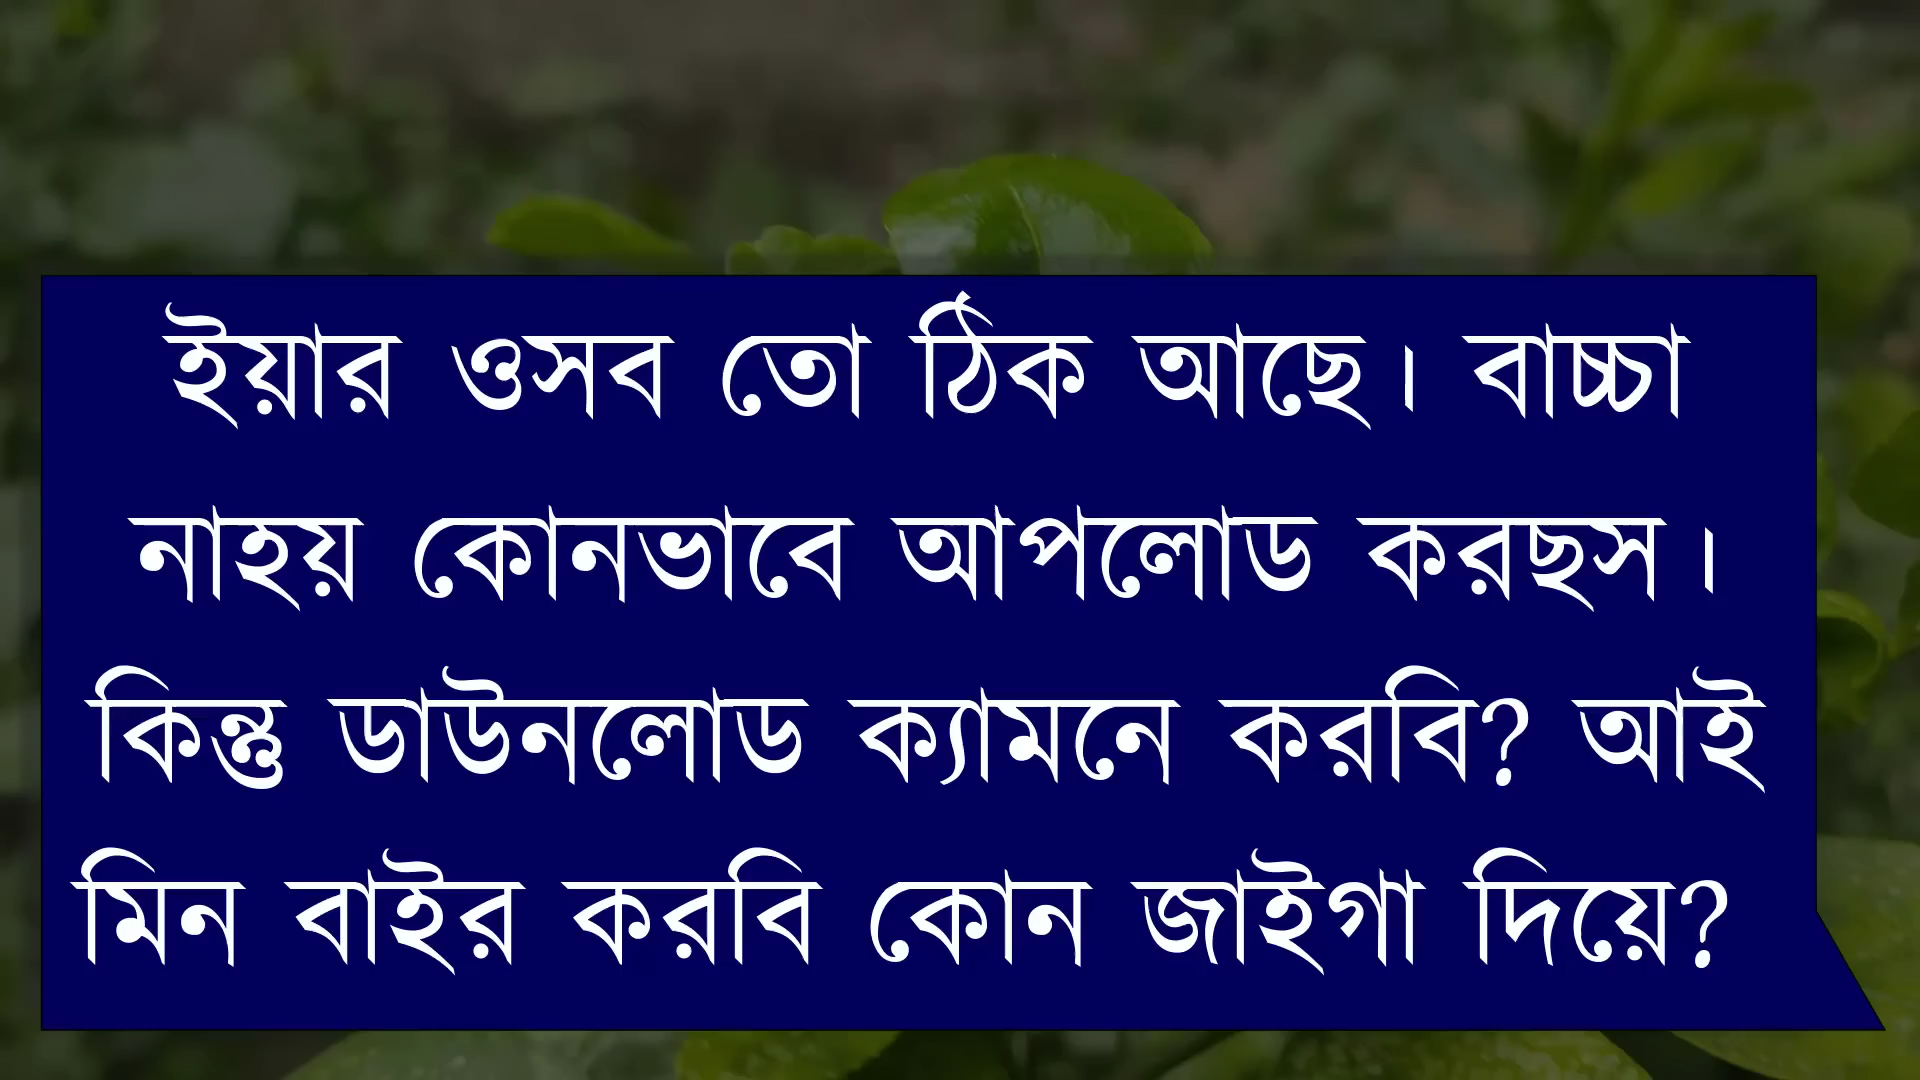 ইয়ার ওসব তো ঠিক আছে। বাচ্চা
নাহয় কোনভাবে আপলোড করছস।
কিন্তু ডাউনলোড ক্যামনে করবি? আই
মিন বাইর করবি কোন জাইগা দিয়ে?